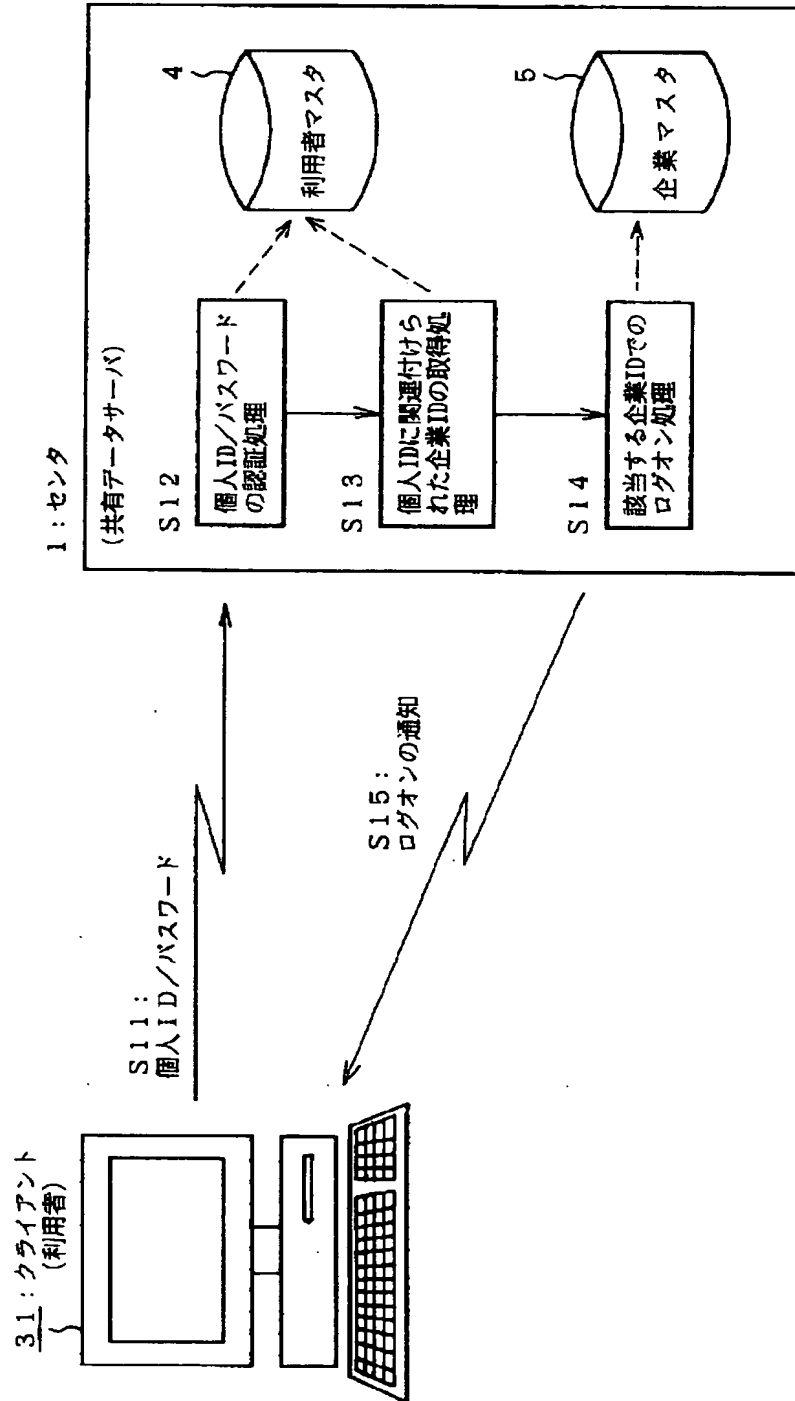 31:クライアント
(利用者)
S11:
個人ID/パスワード
S15:
ログオンの通知
1:センタ
(共有データサーバ)
S12
個人ID/パスワード
の認証処理
4
利用者マスタ
S13
個人IDに関連付けら
れた企業IDの取得処
理
S14
該当する企業IDでの
ログオン処理
5
企業マスタ